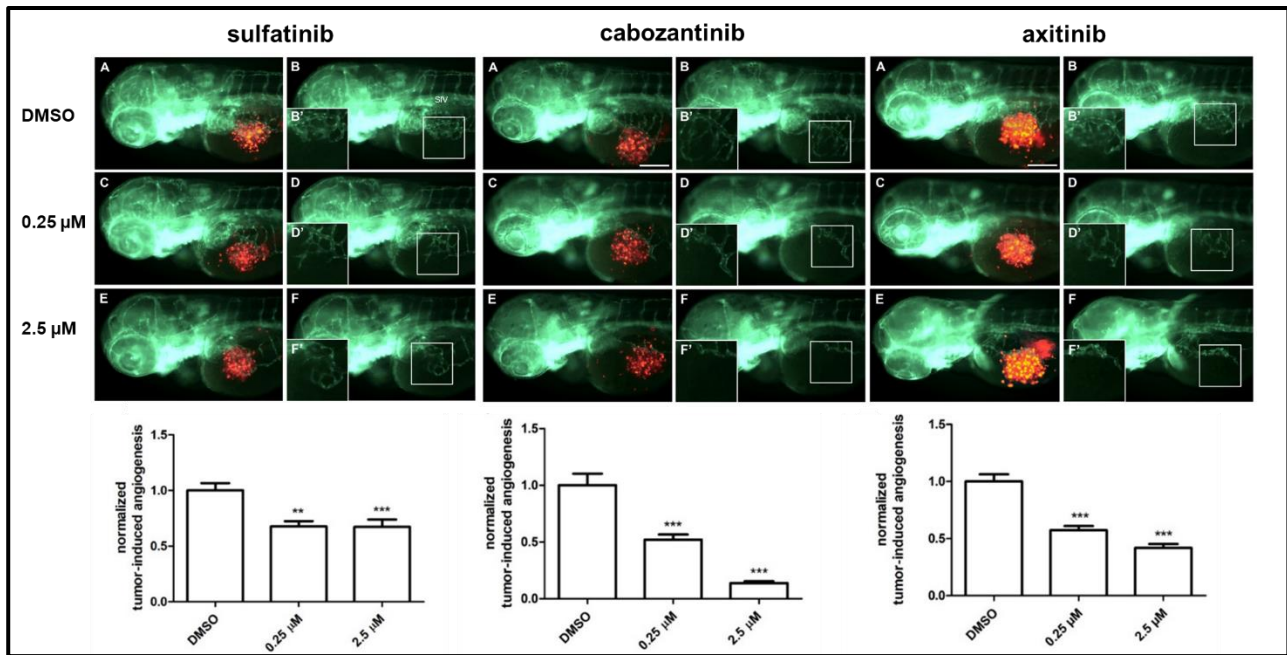 sulfatinib
cabozantinib
axitinib
DMSO
A
B
SIV
B'
A
B
B'
A
B
B'
0.25 µM
C
D
D'
C
D
D'
C
D
D'
2.5 µM
E
F
F'
E
F
F'
E
F
F'
normalized
tumor-induced angiogenesis
1.5
1.0
0.5
0.0
**
***
DMSO
0.25 µM
2.5 µM
normalized
tumor-induced angiogenesis
1.5
1.0
0.5
0.0
***
***
DMSO
0.25 µM
2.5 µM
normalized
tumor-induced angiogenesis
1.5
1.0
0.5
0.0
***
***
DMSO
0.25 µM
2.5 µM